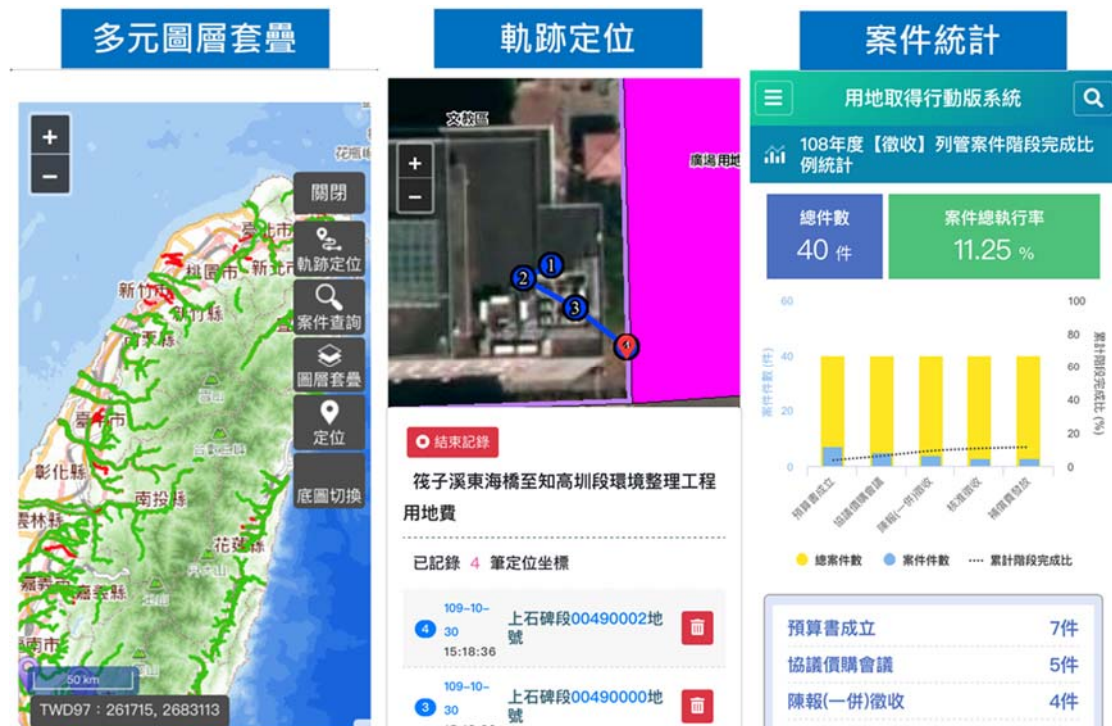 多元圖層套疊
軌跡定位
案件統計
+
−
花瓶嶼
關閉
軌跡定位
案件查詢
圖層套疊
定位
底圖切換
臺北市
桃園市
新北市
新竹市
新竹縣
苗栗縣
臺中市
彰化縣
南投縣
雲林縣
花蓮縣
嘉義市
嘉義縣
50 km
TWD97：261715, 2683113
文教區
廣場用地
+
−
1
2
3
4
結束記錄
筏子溪東海橋至知高圳段環境整理工程
用地費
已記錄 4 筆定位坐標
4
109-10-
30
15:18:36
上石碑段00490002地
號
3
109-10-
30
上石碑段00490000地
號
用地取得行動版系統
108年度【徵收】列管案件階段完成比
例統計
總件數
40 件
案件總執行率
11.25 %
60
40
20
0
案件件數 (件)
100
80
60
40
20
0
累計階段完成比 (%)
預算書成立
協議價購會議
陳報(一併)徵收
核准徵收
補償費發放
總案件數
案件件數
累計階段完成比
預算書成立 7件
協議價購會議 5件
陳報(一併)徵收 4件